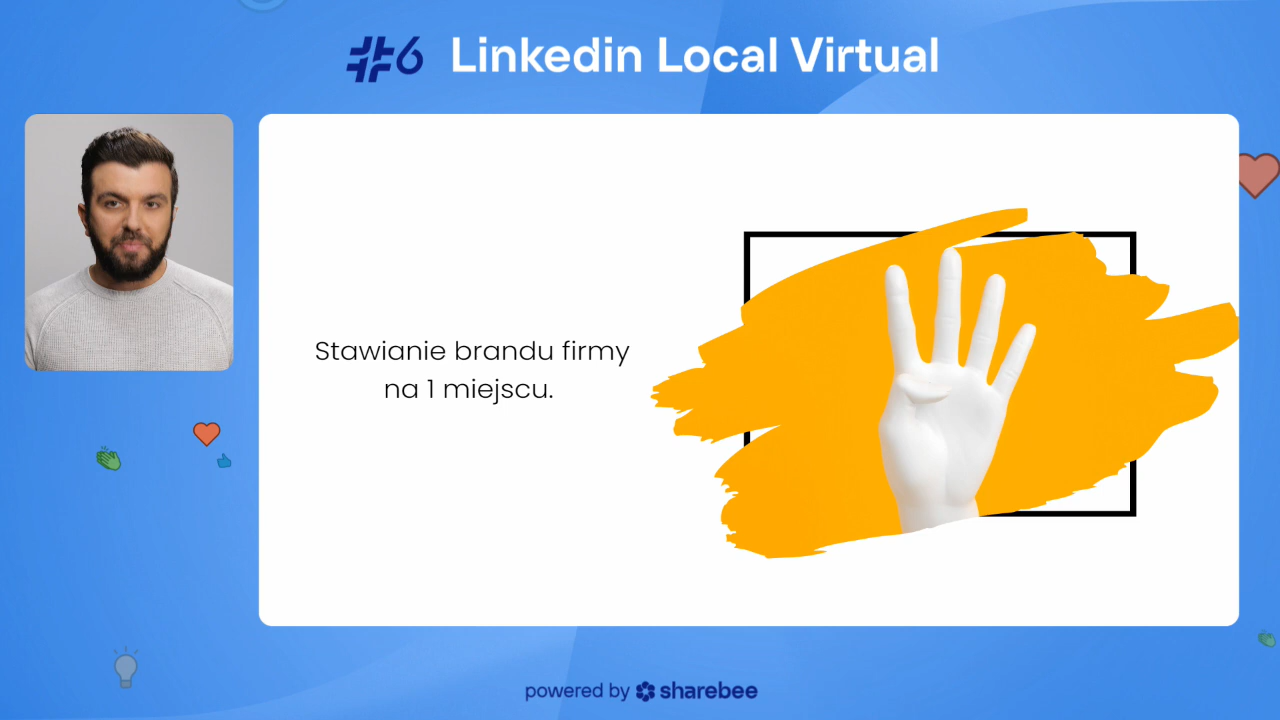 #6 Linkedin Local Virtual
Stawianie brandu firmy
na 1 miejscu.
powered by sharebee